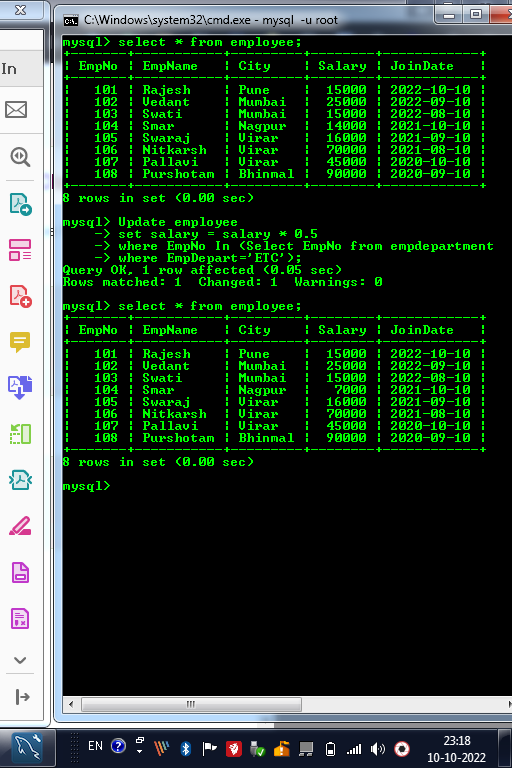 C:\Windows\system32\cmd.exe - mysql -u root
In
mysql> select * from employee;
| EmpNo | EmpName | City | Salary | JoinDate |
| 101 | Rajesh | Pune | 15000 | 2022-10-10 |
| 102 | Vedant | Mumbai | 25000 | 2022-09-10 |
| 103 | Swati | Mumbai | 15000 | 2022-08-10 |
| 104 | Smar | Nagpur | 14000 | 2021-10-10 |
| 105 | Swaraj | Virar | 16000 | 2021-09-10 |
| 106 | Nitkarsh | Virar | 70000 | 2021-08-10 |
| 107 | Pallavi | Virar | 45000 | 2020-10-10 |
| 108 | Purshotam | Bhinmal | 90000 | 2020-09-10 |
8 rows in set (0.00 sec)
mysql> Update employee
-> set salary = salary * 0.5
-> where EmpNo In (Select EmpNo from empdepartment
-> where EmpDepart='ETC');
Query OK, 1 row affected (0.05 sec)
Rows matched: 1 Changed: 1 Warnings: 0
mysql> select * from employee;
| EmpNo | EmpName | City | Salary | JoinDate |
| 101 | Rajesh | Pune | 15000 | 2022-10-10 |
| 102 | Vedant | Mumbai | 25000 | 2022-09-10 |
| 103 | Swati | Mumbai | 15000 | 2022-08-10 |
| 104 | Smar | Nagpur | 7000 | 2021-10-10 |
| 105 | Swaraj | Virar | 16000 | 2021-09-10 |
| 106 | Nitkarsh | Virar | 70000 | 2021-08-10 |
| 107 | Pallavi | Virar | 45000 | 2020-10-10 |
| 108 | Purshotam | Bhinmal | 90000 | 2020-09-10 |
8 rows in set (0.00 sec)
mysql>
EN
23:18
10-10-2022